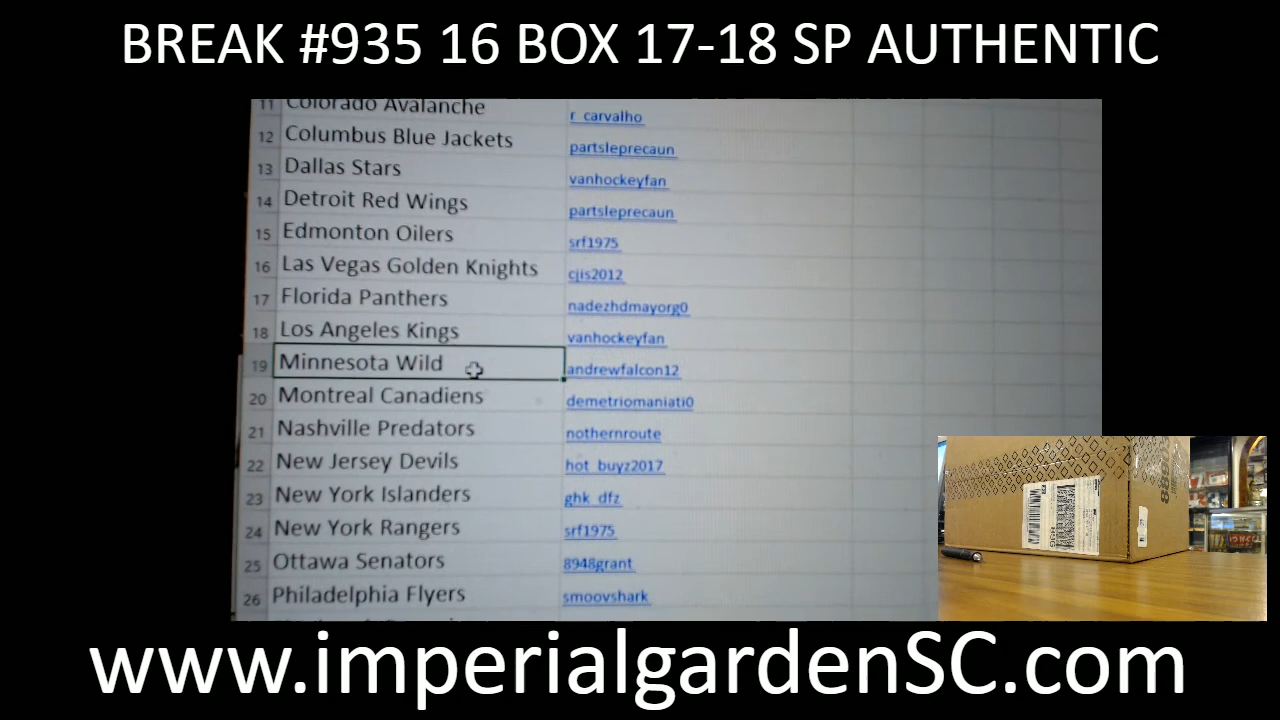 BREAK #935 16 BOX 17-18 SP AUTHENTIC
11 Colorado Avalanche r_carvalho
12 Columbus Blue Jackets partsleprecaun
13 Dallas Stars vanhockeyfan
14 Detroit Red Wings partsleprecaun
15 Edmonton Oilers srf1975
16 Las Vegas Golden Knights cjis2012
17 Florida Panthers nadezhdmayorg0
18 Los Angeles Kings vanhockeyfan
19 Minnesota Wild andrewfalcon12
20 Montreal Canadiens demetriomaniati0
21 Nashville Predators nothernroute
22 New Jersey Devils hot_buyz2017
23 New York Islanders ghk_dfz
24 New York Rangers srf1975
25 Ottawa Senators 8948grant
26 Philadelphia Flyers smoovshark
www.imperialgardenSC.com